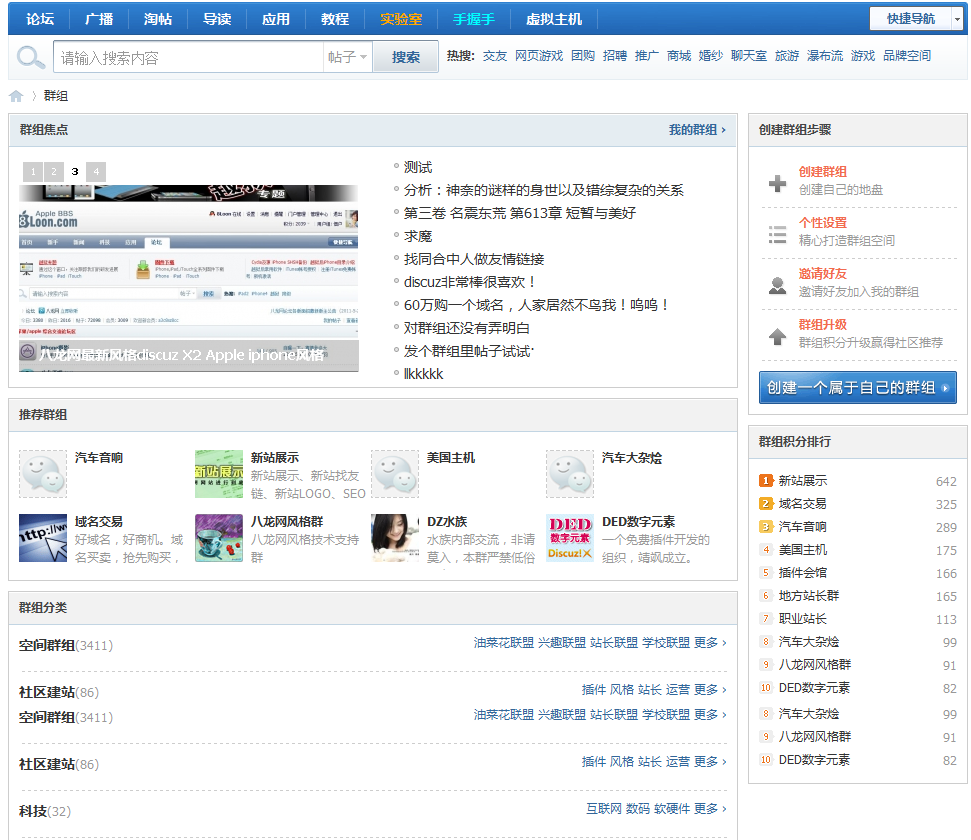 论坛 广播 淘帖 导读 应用 教程 实验室 手握手 虚拟主机 快捷导航
请输入搜索内容 帖子 搜索 热搜: 交友 网页游戏 团购 招聘 推广 商城 婚纱 聊天室 旅游 瀑布流 游戏 品牌空间
群组
群组焦点 我的群组 ›
1 2 3 4
专题
Apple BBS
8Loon.com
八龙网最新风格discuz X2 Apple iphone风格
测试
分析：神奈的谜样的身世以及错综复杂的关系
第三卷 名震东荒 第613章 短暂与美好
求魔
找同合中人做友情链接
discuz非常棒很喜欢！
60万购一个域名，人家居然不鸟我！呜呜！
对群组还没有弄明白
发个群组里帖子试试·
llkkkkk
创建群组步骤
创建群组
创建自己的地盘
个性设置
精心打造群组空间
邀请好友
邀请好友加入我的群组
群组升级
群组积分升级赢得社区推荐
创建一个属于自己的群组
推荐群组
汽车音响
新站展示
新站展示、新站找友
链、新站LOGO、SEO
美国主机
汽车大杂烩
域名交易
好域名，好商机。域
名买卖，抢先购买，
八龙网风格群
八龙网风格技术支持
群
DZ水族
水族内部交流，非请
莫入，本群严禁低俗
DED
数字元素
Discuz!X
DED数字元素
一个免费插件开发的
组织，靖飒成立。
群组积分排行
1 新站展示 642
2 域名交易 325
3 汽车音响 289
4 美国主机 175
5 插件会馆 166
6 地方站长群 165
7 职业站长 113
8 汽车大杂烩 99
9 八龙网风格群 91
10 DED数字元素 82
8 汽车大杂烩 99
9 八龙网风格群 91
10 DED数字元素 82
群组分类
空间群组(3411) 油菜花联盟 兴趣联盟 站长联盟 学校联盟 更多 ›
社区建站(86) 插件 风格 站长 运营 更多 ›
空间群组(3411) 油菜花联盟 兴趣联盟 站长联盟 学校联盟 更多 ›
社区建站(86) 插件 风格 站长 运营 更多 ›
科技(32) 互联网 数码 软硬件 更多 ›